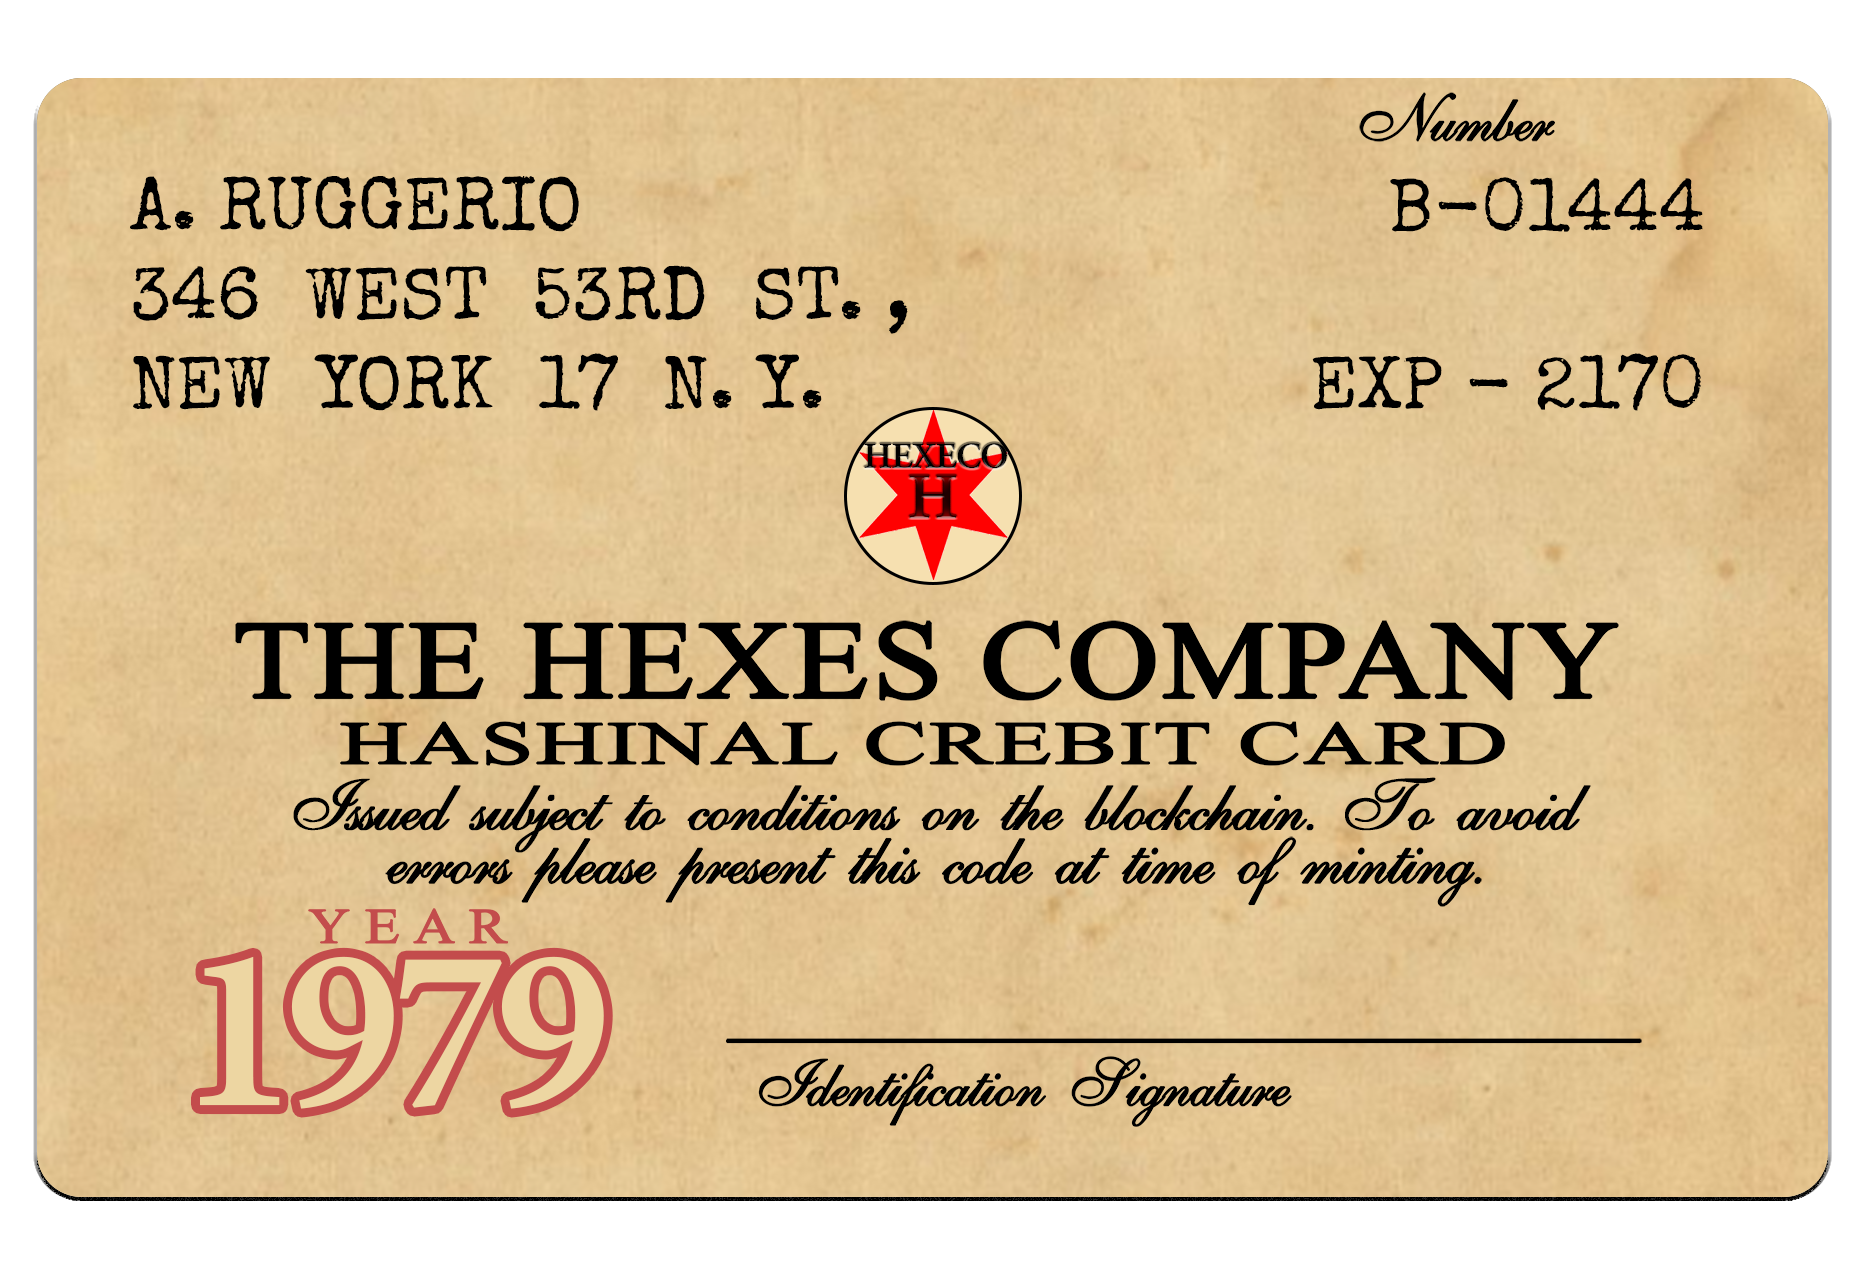 Number
A. RUGGERIO
B-01444
346 WEST 53RD ST.,
NEW YORK 17 N.Y.
EXP - 2170
HEXECO
H
THE HEXES COMPANY
HASHINAL CREBIT CARD
Issued subject to conditions on the blockchain. To avoid
errors please present this code at time of minting.
YEAR
1979
Identification Signature